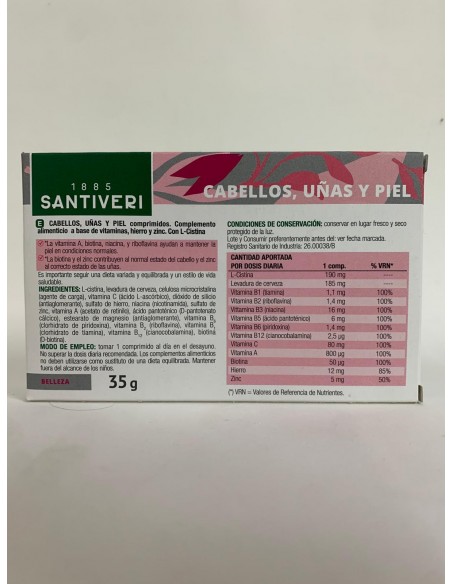 1885
SANTIVERI
CABELLOS, UÑAS Y PIEL
E CABELLOS, UÑAS Y PIEL comprimidos. Complemento
alimenticio a base de vitaminas, hierro y zinc. Con L-Cistina
*La vitamina A, biotina, niacina, y riboflavina ayudan a mantener la
piel en condiciones normales.
*La biotina y el zinc contribuyen al normal estado del cabello y el zinc
al correcto estado de las uñas.
Es importante seguir una dieta variada y equilibrada y un estilo de vida
saludable.
INGREDIENTES: L-cistina, levadura de cerveza, celulosa microcristalina
(agente de carga), vitamina C (ácido L-ascórbico), dióxido de silicio
(antiaglomerante), sulfato de hierro, niacina (nicotinamida), sulfato de
zinc, vitamina A (acetato de retinilo), ácido pantoténico (D-pantotenato
cálcico), estearato de magnesio (antiaglomerante), vitamina B6
(clorhidrato de piridoxina), vitamina B2 (riboflavina), vitamina B1
(clorhidrato de tiamina), vitamina B12 (cianocobalamina), biotina
(D-biotina).
MODO DE EMPLEO: tomar 1 comprimido al día en el desayuno.
No superar la dosis diaria recomendada. Los complementos alimenticios
no deben utilizarse como sustituto de una dieta equilibrada. Mantener
fuera del alcance de los niños.
BELLEZA 35 g
CONDICIONES DE CONSERVACIÓN: conservar en lugar fresco y seco
protegido de la luz.
Lote y Consumir preferentemente antes del: ver fecha marcada.
Registro Sanitario de Industria: 26.00038/B
CANTIDAD APORTADA
POR DOSIS DIARIA 1 comp. % VRN*
L-Cistina 190 mg ----
Levadura de cerveza 185 mg ----
Vitamina B1 (tiamina) 1,1 mg 100%
Vitamina B2 (riboflavina) 1,4 mg 100%
Vitamina B3 (niacina) 16 mg 100%
Vitamina B5 (ácido pantoténico) 6 mg 100%
Vitamina B6 (piridoxina) 1,4 mg 100%
Vitamina B12 (cianocobalamina) 2,5 µg 100%
Vitamina C 80 mg 100%
Vitamina A 800 µg 100%
Biotina 50 µg 100%
Hierro 12 mg 85%
Zinc 5 mg 50%
(*) VRN = Valores de Referencia de Nutrientes.